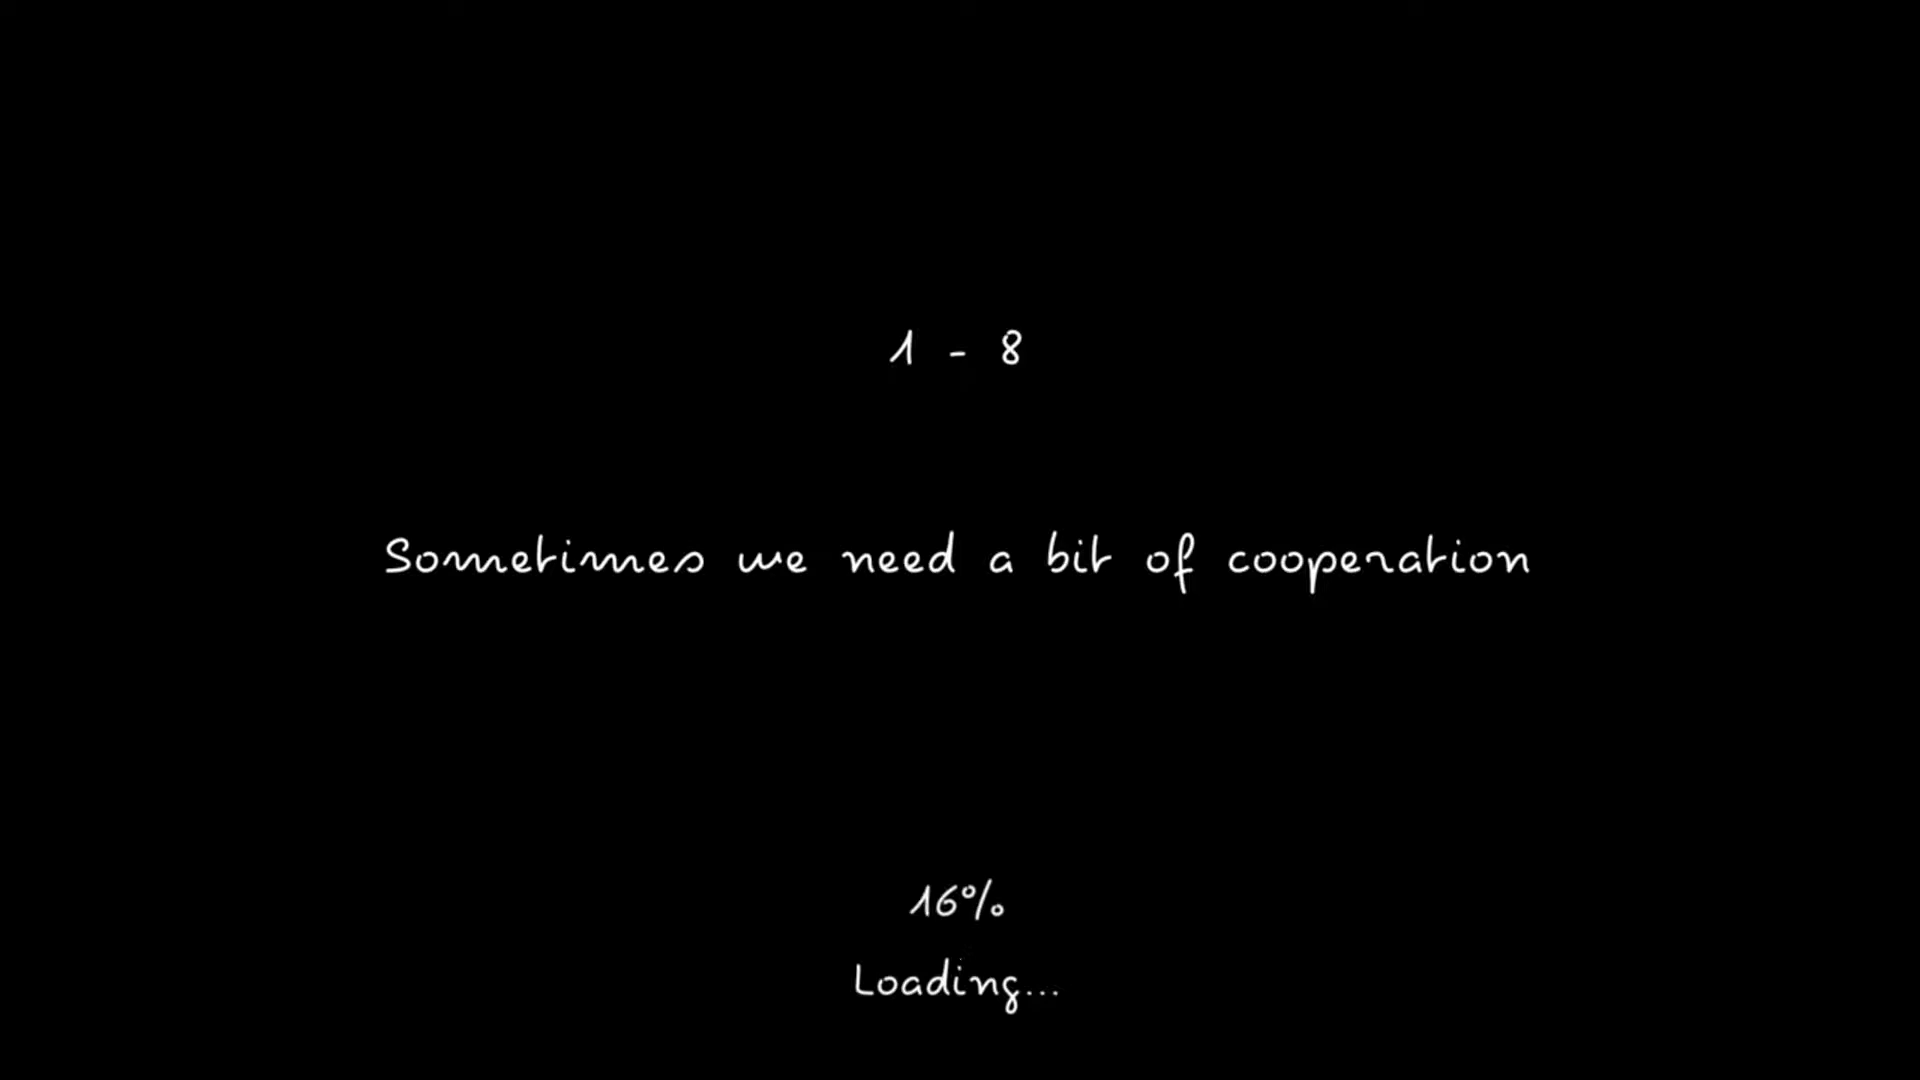 1 - 8
Sometimes we need a bit of cooperation
16%
Loading...